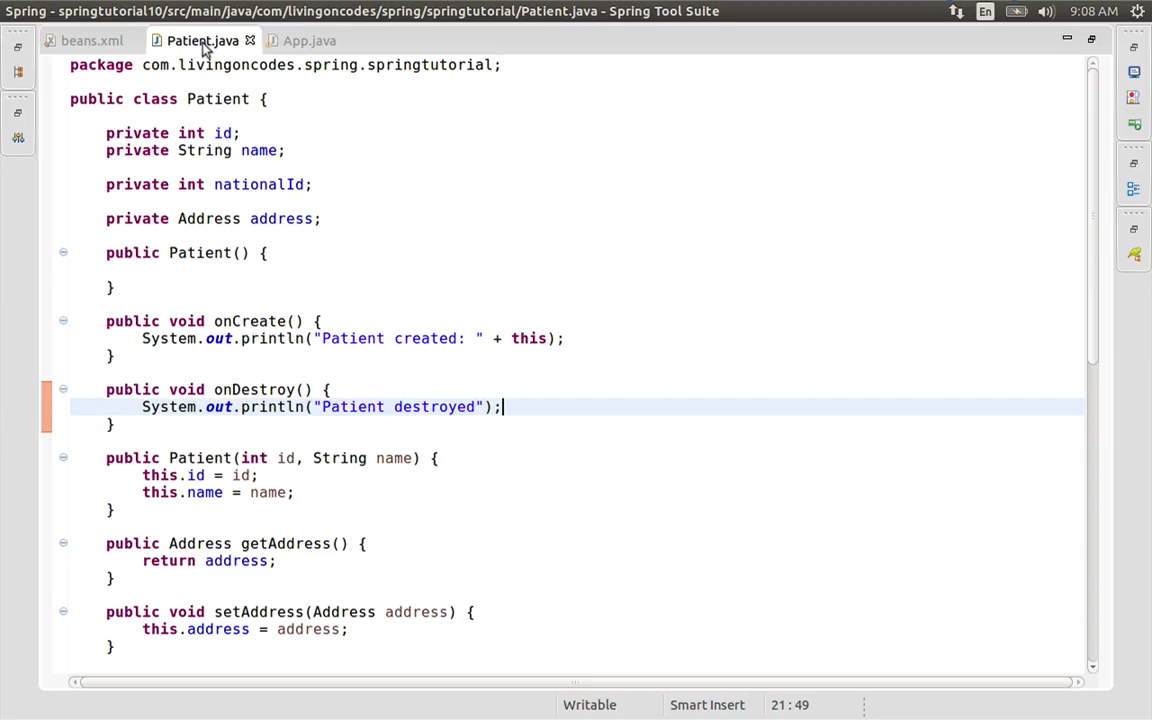 Spring - springtutorial10/src/main/java/com/livingoncodes/spring/springtutorial/Patient.java - Spring Tool Suite
En
9:08 AM
beans.xml
Patient.java
App.java
package com.livingoncodes.spring.springtutorial;
public class Patient {
private int id;
private String name;
private int nationalId;
private Address address;
public Patient() {
}
public void onCreate() {
System.out.println("Patient created: " + this);
}
public void onDestroy() {
System.out.println("Patient destroyed");
}
public Patient(int id, String name) {
this.id = id;
this.name = name;
}
public Address getAddress() {
return address;
}
public void setAddress(Address address) {
this.address = address;
}
Writable
Smart Insert
21 : 49